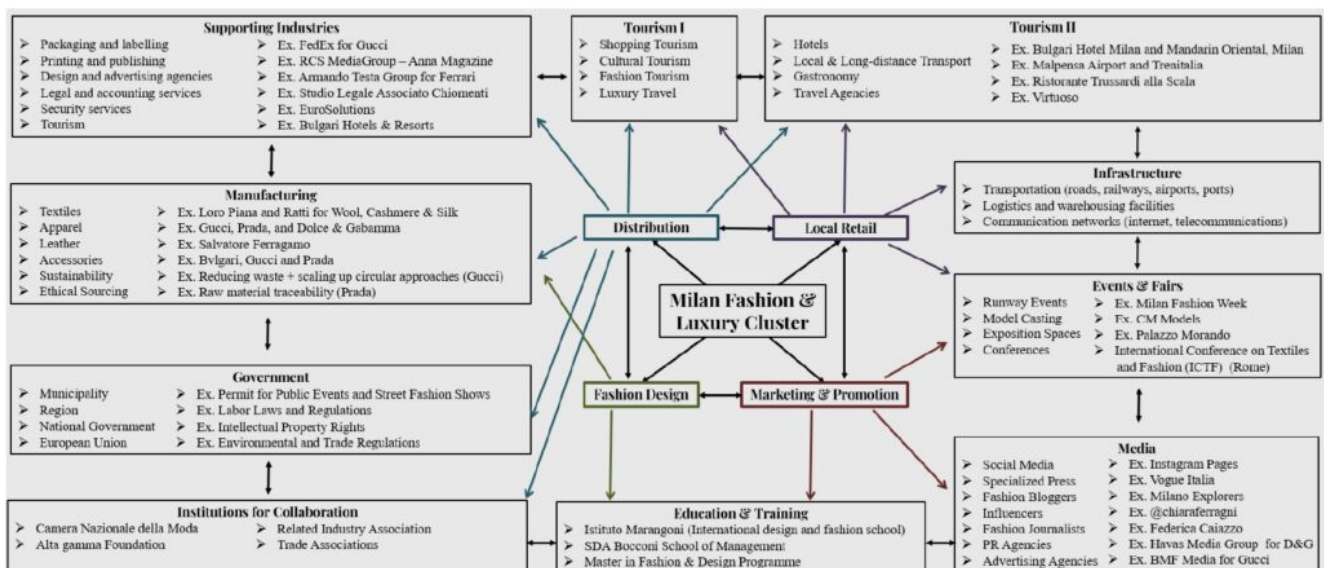 Supporting Industries
➢ Packaging and labelling
➢ Printing and publishing
➢ Design and advertising agencies
➢ Legal and accounting services
➢ Security services
➢ Tourism
➢ Ex. FedEx for Gucci
➢ Ex. RCS MediaGroup – Anna Magazine
➢ Ex. Armando Testa Group for Ferrari
➢ Ex. Studio Legale Associato Chiomenti
➢ Ex. EuroSolutions
➢ Ex. Bulgari Hotels & Resorts
Tourism I
➢ Shopping Tourism
➢ Cultural Tourism
➢ Fashion Tourism
➢ Luxury Travel
Tourism II
➢ Hotels
➢ Local & Long-distance Transport
➢ Gastronomy
➢ Travel Agencies
➢ Ex. Bulgari Hotel Milan and Mandarin Oriental, Milan
➢ Ex. Malpensa Airport and Trenitalia
➢ Ex. Ristorante Trussardi alla Scala
➢ Ex. Virtuoso
Manufacturing
➢ Textiles
➢ Apparel
➢ Leather
➢ Accessories
➢ Sustainability
➢ Ethical Sourcing
➢ Ex. Loro Piana and Ratti for Wool, Cashmere & Silk
➢ Ex. Gucci, Prada, and Dolce & Gabamma
➢ Ex. Salvatore Ferragamo
➢ Ex. Bvlgari, Gucci and Prada
➢ Ex. Reducing waste + scaling up circular approaches (Gucci)
➢ Ex. Raw material traceability (Prada)
Distribution
Local Retail
Infrastructure
➢ Transportation (roads, railways, airports, ports)
➢ Logistics and warehousing facilities
➢ Communication networks (internet, telecommunications)
Milan Fashion &
Luxury Cluster
Events & Fairs
➢ Runway Events
➢ Model Casting
➢ Exposition Spaces
➢ Conferences
➢ Ex. Milan Fashion Week
➢ Ex. CM Models
➢ Ex. Palazzo Morando
➢ International Conference on Textiles
and Fashion (ICTF) (Rome)
Government
➢ Municipality
➢ Region
➢ National Government
➢ European Union
➢ Ex. Permit for Public Events and Street Fashion Shows
➢ Ex. Labor Laws and Regulations
➢ Ex. Intellectual Property Rights
➢ Ex. Environmental and Trade Regulations
Fashion Design
Marketing & Promotion
Institutions for Collaboration
➢ Camera Nazionale della Moda
➢ Alta gamma Foundation
➢ Related Industry Association
➢ Trade Associations
Education & Training
➢ Istituto Marangoni (International design and fashion school)
➢ SDA Bocconi School of Management
➢ Master in Fashion & Design Programme
Media
➢ Social Media
➢ Specialized Press
➢ Fashion Bloggers
➢ Influencers
➢ Fashion Journalists
➢ PR Agencies
➢ Advertising Agencies
➢ Ex. Instagram Pages
➢ Ex. Vogue Italia
➢ Ex. Milano Explorers
➢ Ex. @chiaraferragni
➢ Ex. Federica Caiazzo
➢ Ex. Havas Media Group for D&G
➢ Ex. BMF Media for Gucci